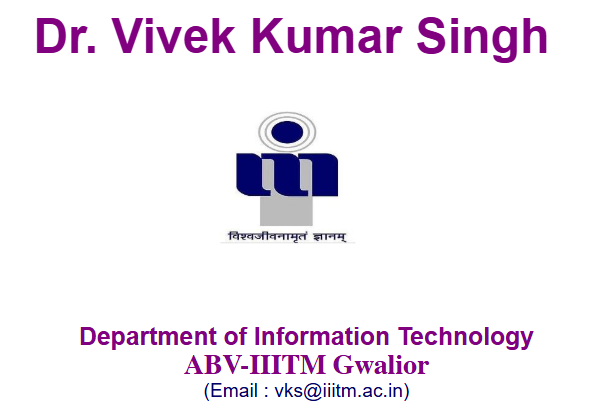 Dr. Vivek Kumar Singh
विश्वजीवनामृतं ज्ञानम्
Department of Information Technology
ABV-IIITM Gwalior
(Email : vks@iiitm.ac.in)